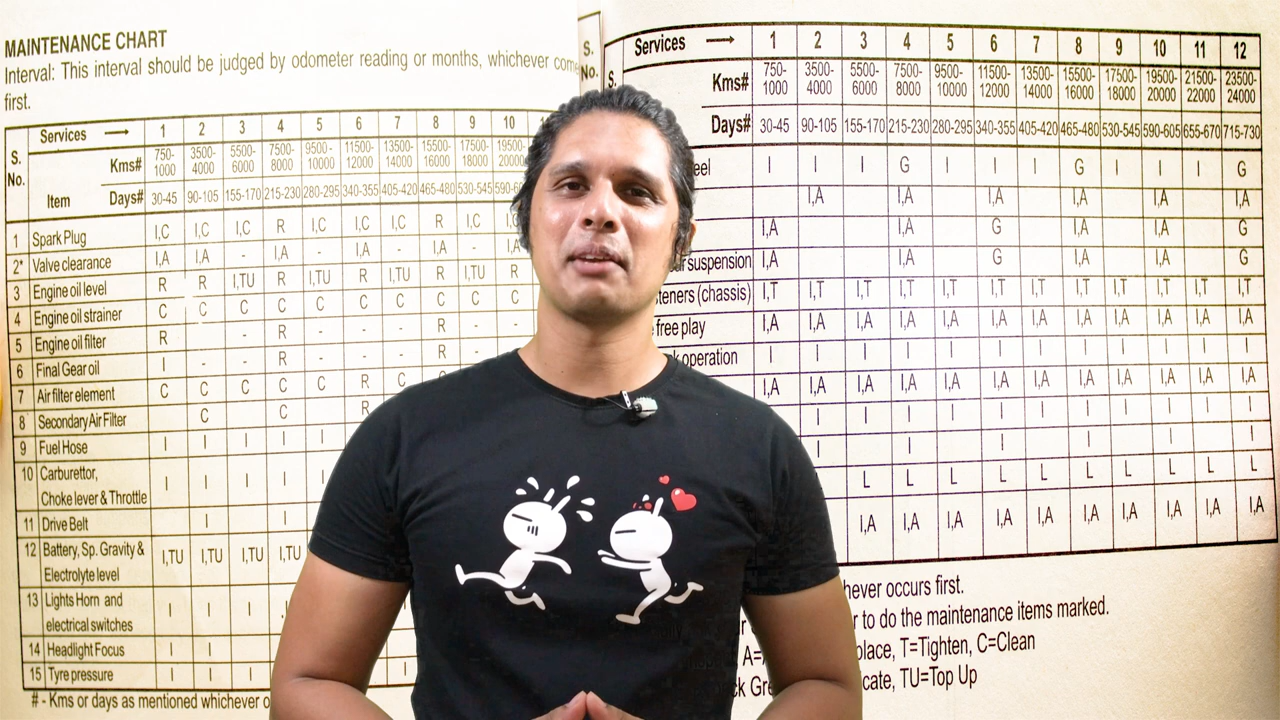 MAINTENANCE CHART
Interval: This interval should be judged by odometer reading or months, whichever
first.
S. No. Services → 1 2 3 4 5 6 7 8 9 10
Kms# 750-1000 3500-4000 5500-6000 7500-8000 9500-10000 11500-12000 13500-14000 15500-16000 17500-18000 19500-20000
Item Days# 30-45 90-105 155-170 215-230 280-295 340-355 405-420 465-480 530-545
1 Spark Plug I,C I,C I,C R I,C I,C I,C R I,C
2* Valve clearance I,A I,A - I,A - I,A - I,A - I,A
3 Engine oil level R R I,TU R I,TU R I,TU R I,TU R
4 Engine oil strainer C C C C C C C C C C
5 Engine oil filter R - R - - - R - -
6 Final Gear oil I - - R - - - R -
7 Air filter element C C C C C R C
8 Secondary Air Filter C C R
9 Fuel Hose I I I I I
10 Carburettor, Choke lever & Throttle I I I I I
11 Drive Belt I I
12 Battery, Sp. Gravity & Electrolyte level I,TU I,TU I,TU I,TU
13 Lights Horn and electrical switches I I I
14 Headlight Focus I I
15 Tyre pressure I I I I
# - Kms or days as mentioned whichever
S. No.
S. Services → 1 2 3 4 5 6 7 8 9 10 11 12
Kms# 750-1000 3500-4000 5500-6000 7500-8000 9500-10000 11500-12000 13500-14000 15500-16000 17500-18000 19500-20000 21500-22000 23500-24000
Days# 30-45 90-105 155-170 215-230 280-295 340-355 405-420 465-480 530-545 590-605 655-670 715-730
I I I G I I I G I I I G
I,A I,A I,A I,A I,A I,A
I,A I,A G I,A I,A G
suspension I,A I,A G I,A I,A G
(chassis) I,T I,T I,T I,T I,T I,T I,T I,T I,T I,T I,T I,T
free play I,A I,A I,A I,A I,A I,A I,A I,A I,A I,A I,A I,A
operation I I I I I I I I I I I I
I,A I,A I,A I,A I,A I,A I,A I,A I,A I,A I,A I,A
I I I I I I I I I I I
I I I I I I
L L L L L L L L L L
I,A I,A I,A I,A I,A I,A I,A I,A I,A I,A
occurs first.
to do the maintenance items marked.
T=Tighten, C=Clean
TU=Top Up